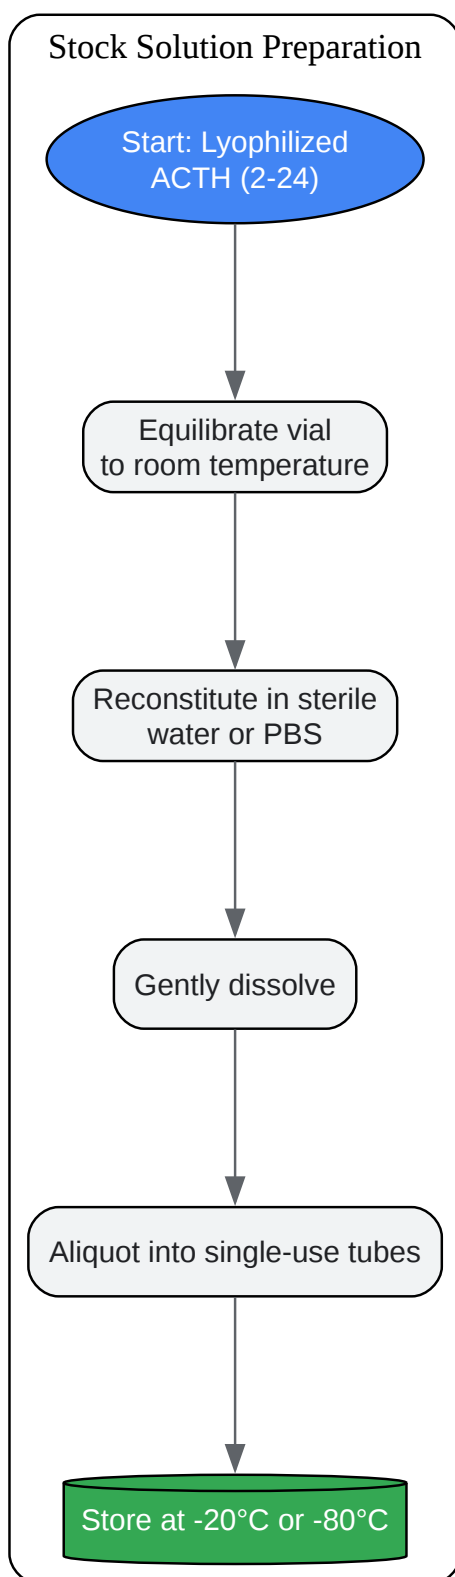 Stock Solution Preparation
Start: Lyophilized
ACTH (2-24)
Equilibrate vial
to room temperature
Reconstitute in sterile
water or PBS
Gently dissolve
Aliquot into single-use tubes
Store at -20°C or -80°C